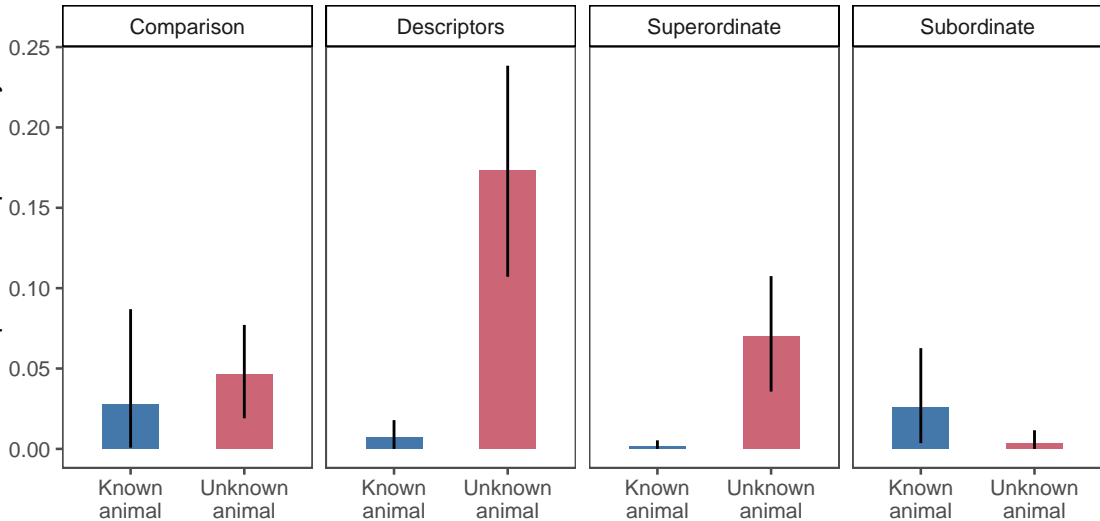 Comparison
Descriptors
Superordinate
Subordinate
0.25
0.20
0.15
0.10
0.05
0.00
Known animal
Unknown animal
Known animal
Unknown animal
Known animal
Unknown animal
Known animal
Unknown animal